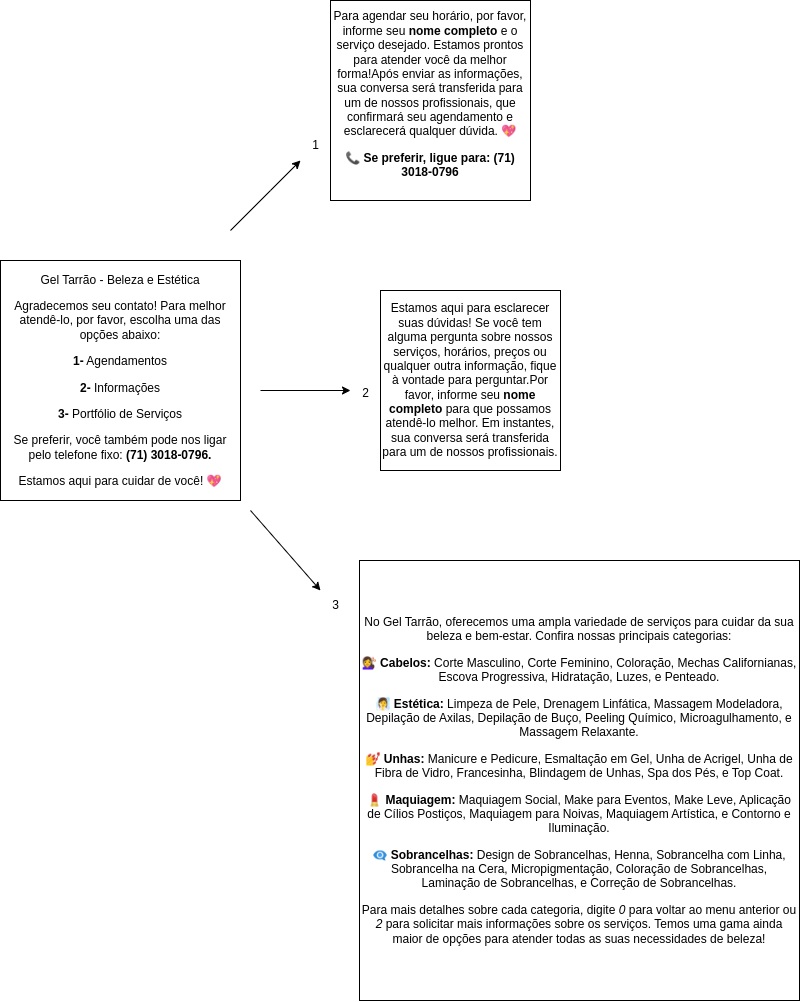 Para agendar seu horário, por favor,
informe seu nome completo e o
serviço desejado. Estamos prontos
para atender você da melhor
forma!Após enviar as informações,
sua conversa será transferida para
um de nossos profissionais, que
confirmará seu agendamento e
esclarecerá qualquer dúvida. 💖
📞 Se preferir, ligue para: (71)
3018-0796
1
Gel Tarrão - Beleza e Estética
Agradecemos seu contato! Para melhor
atendê-lo, por favor, escolha uma das
opções abaixo:
1- Agendamentos
2- Informações
3- Portfólio de Serviços
Se preferir, você também pode nos ligar
pelo telefone fixo: (71) 3018-0796.
Estamos aqui para cuidar de você! 💖
2
Estamos aqui para esclarecer
suas dúvidas! Se você tem
alguma pergunta sobre nossos
serviços, horários, preços ou
qualquer outra informação, fique
à vontade para perguntar.Por
favor, informe seu nome
completo para que possamos
atendê-lo melhor. Em instantes,
sua conversa será transferida
para um de nossos profissionais.
3
No Gel Tarrão, oferecemos uma ampla variedade de serviços para cuidar da sua
beleza e bem-estar. Confira nossas principais categorias:
💇‍♀️ Cabelos: Corte Masculino, Corte Feminino, Coloração, Mechas Californianas,
Escova Progressiva, Hidratação, Luzes, e Penteado.
🧖‍♀️ Estética: Limpeza de Pele, Drenagem Linfática, Massagem Modeladora,
Depilação de Axilas, Depilação de Buço, Peeling Químico, Microagulhamento, e
Massagem Relaxante.
💅 Unhas: Manicure e Pedicure, Esmaltação em Gel, Unha de Acrigel, Unha de
Fibra de Vidro, Francesinha, Blindagem de Unhas, Spa dos Pés, e Top Coat.
💄 Maquiagem: Maquiagem Social, Make para Eventos, Make Leve, Aplicação
de Cílios Postiços, Maquiagem para Noivas, Maquiagem Artística, e Contorno e
Iluminação.
👁️‍🗨️ Sobrancelhas: Design de Sobrancelhas, Henna, Sobrancelha com Linha,
Sobrancelha na Cera, Micropigmentação, Coloração de Sobrancelhas,
Laminação de Sobrancelhas, e Correção de Sobrancelhas.
Para mais detalhes sobre cada categoria, digite 0 para voltar ao menu anterior ou
2 para solicitar mais informações sobre os serviços. Temos uma gama ainda
maior de opções para atender todas as suas necessidades de beleza!